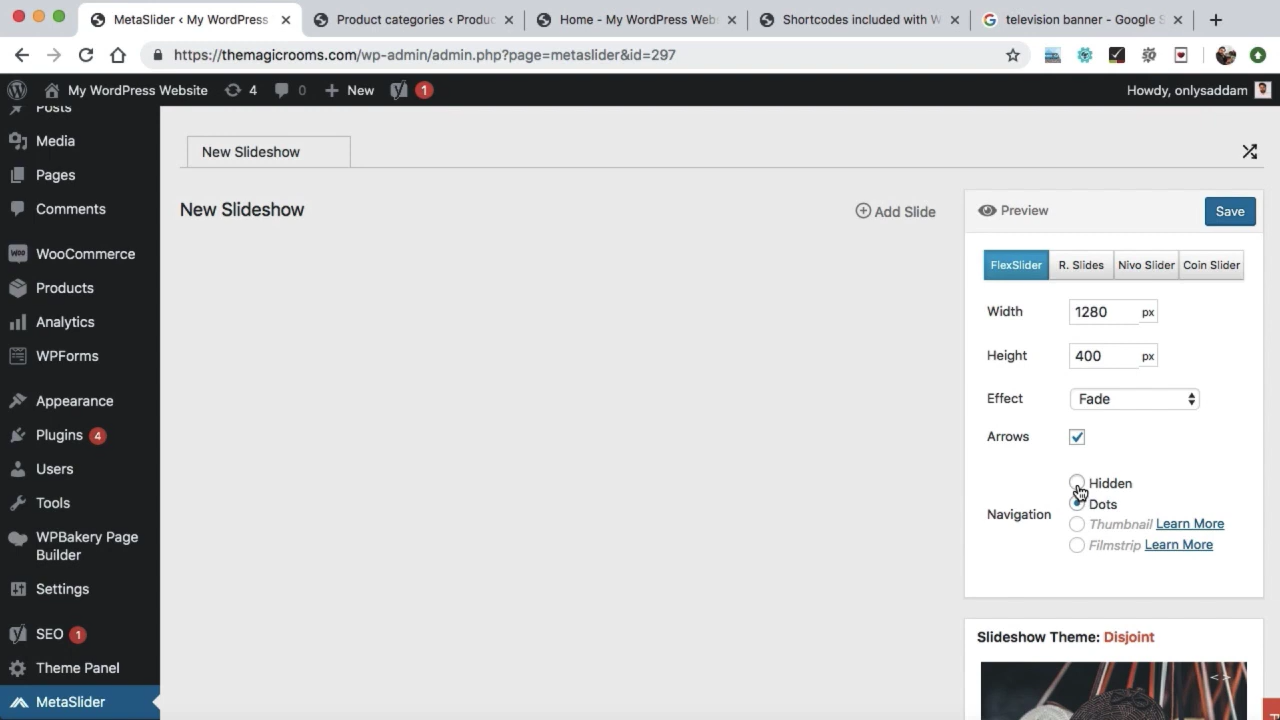 MetaSlider ‹ My WordPress
Product categories ‹ Produc
Home - My WordPress Web
Shortcodes included with W
television banner - Google S
https://themagicrooms.com/wp-admin/admin.php?page=metaslider&id=297
My WordPress Website
4
0
New
1
Howdy, onlysaddam
Posts
Media
Pages
Comments
WooCommerce
Products
Analytics
WPForms
Appearance
Plugins 4
Users
Tools
WPBakery Page
Builder
Settings
SEO 1
Theme Panel
MetaSlider
New Slideshow
New Slideshow
Add Slide
Preview
Save
FlexSlider
R. Slides
Nivo Slider
Coin Slider
Width
1280
px
Height
400
px
Effect
Fade
Arrows
Navigation
Hidden
Dots
Thumbnail Learn More
Filmstrip Learn More
Slideshow Theme: Disjoint
< >